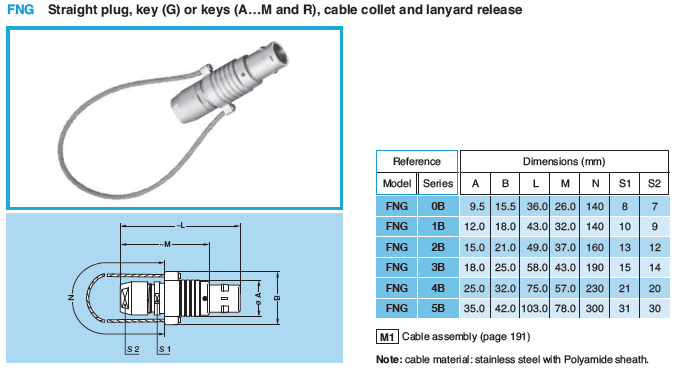 FNG Straight plug, key (G) or keys (A…M and R), cable collet and lanyard release
Reference Dimensions (mm)
Model Series A B L M N S1 S2
FNG 0B 9.5 15.5 36.0 26.0 140 8 7
FNG 1B 12.0 18.0 43.0 32.0 140 10 9
FNG 2B 15.0 21.0 49.0 37.0 160 13 12
FNG 3B 18.0 25.0 58.0 43.0 190 15 14
FNG 4B 25.0 32.0 75.0 57.0 230 21 20
FNG 5B 35.0 42.0 103.0 78.0 300 31 30
M1 Cable assembly (page 191)
Note: cable material: stainless steel with Polyamide sheath.
~L
~M
N
ø A
B
S 2 S 1